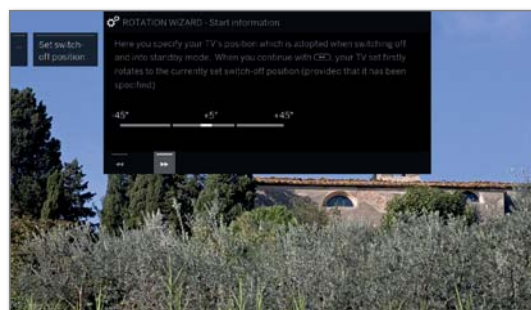 ROTATION WIZARD - Start information
Set switch-
off position
Here you specify your TV's position which is adopted when switching off
and into standby mode. When you continue with (OK), your TV set firstly
rotates to the currently set switch-off position (provided that it has been
specified)
-45° +5° +45°